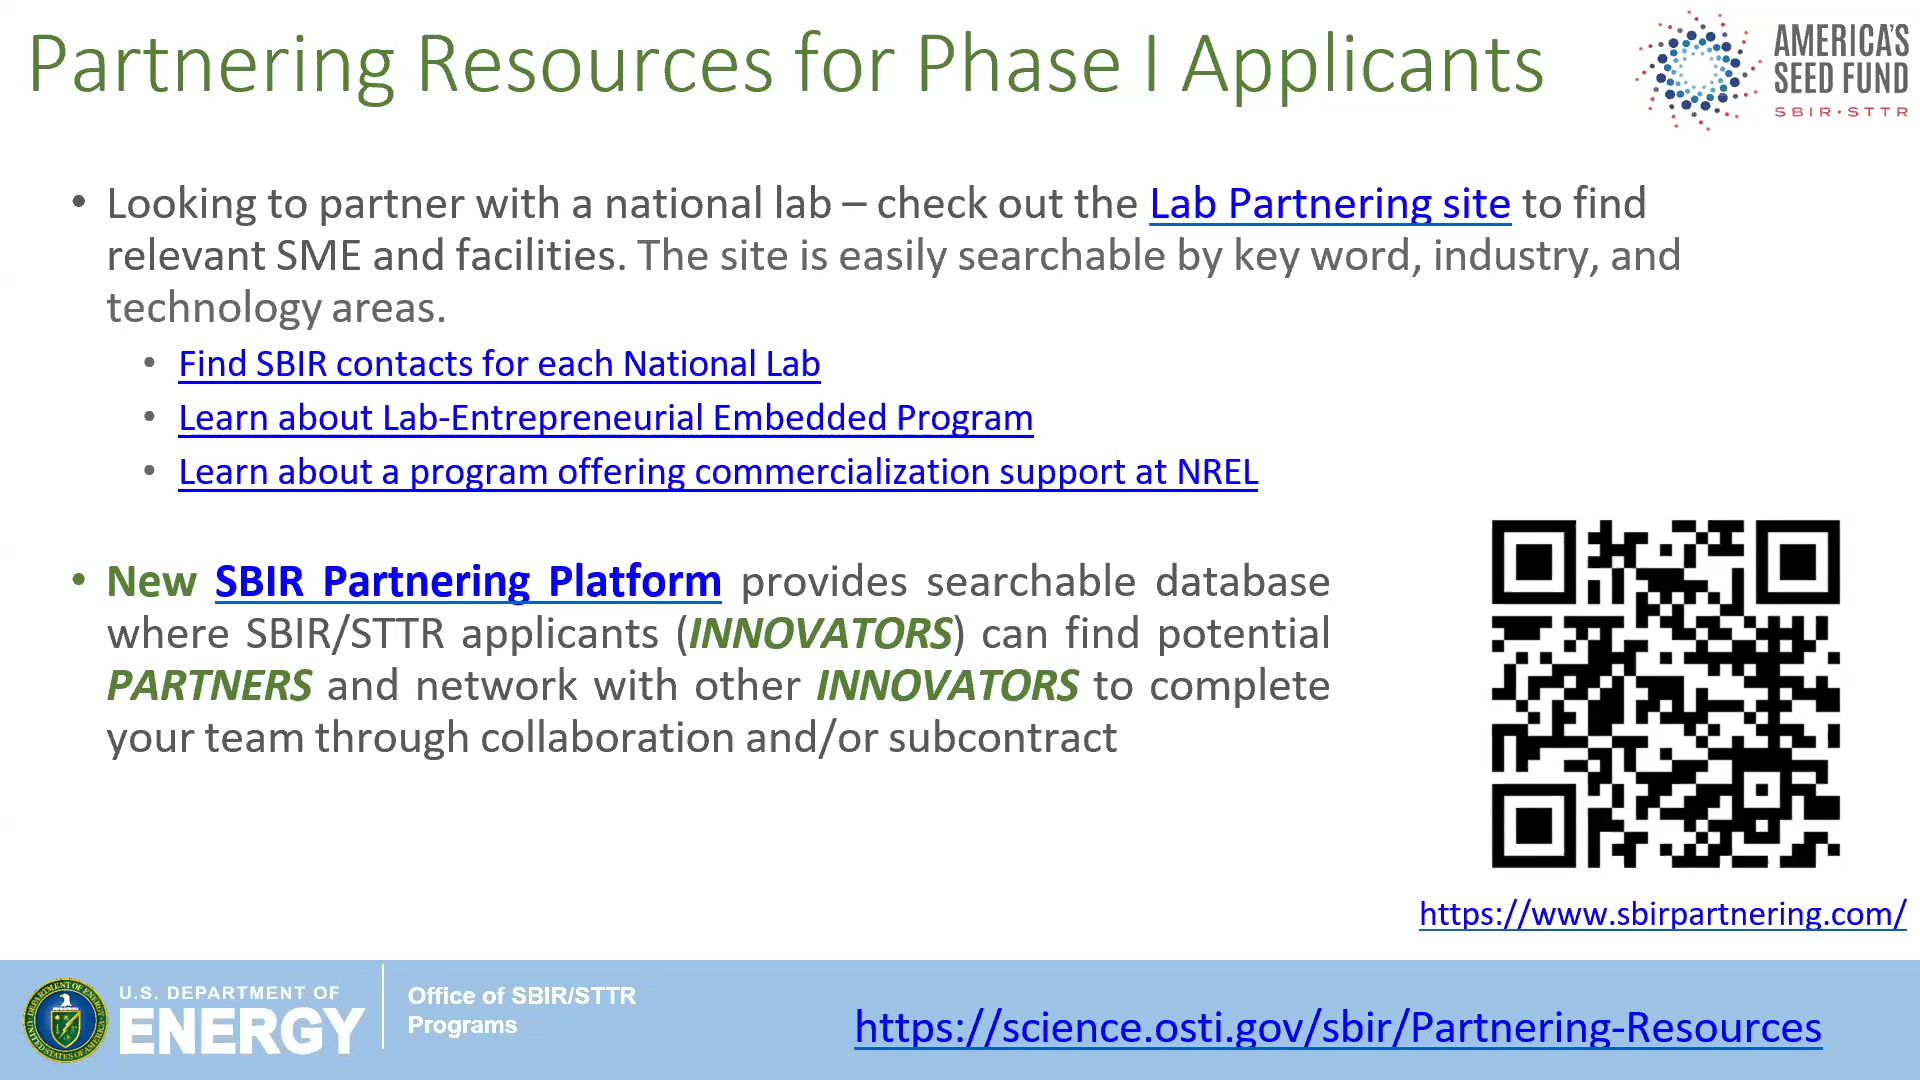 Partnering Resources for Phase I Applicants
AMERICA'S
SEED FUND
SBIR·STTR
• Looking to partner with a national lab – check out the Lab Partnering site to find
relevant SME and facilities. The site is easily searchable by key word, industry, and
technology areas.
• Find SBIR contacts for each National Lab
• Learn about Lab-Entrepreneurial Embedded Program
• Learn about a program offering commercialization support at NREL
• New SBIR Partnering Platform provides searchable database
where SBIR/STTR applicants (INNOVATORS) can find potential
PARTNERS and network with other INNOVATORS to complete
your team through collaboration and/or subcontract
https://www.sbirpartnering.com/
U.S. DEPARTMENT OF
ENERGY
Office of SBIR/STTR
Programs
https://science.osti.gov/sbir/Partnering-Resources